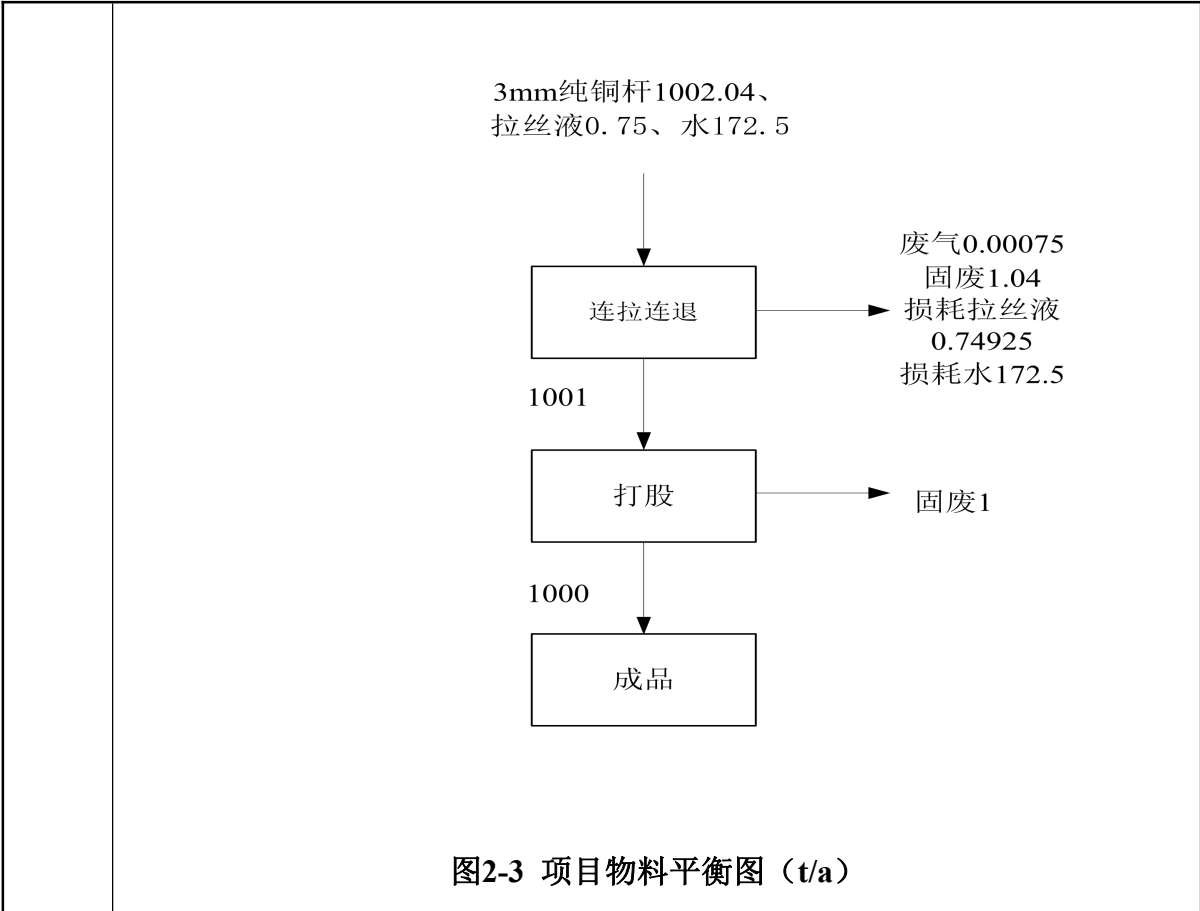 3mm纯铜杆1002.04、
拉丝液0.75、水172.5
废气0.00075
固废1.04
损耗拉丝液
0.74925
损耗水172.5
连拉连退
1001
打股
固废1
1000
成品
图2-3 项目物料平衡图（t/a）